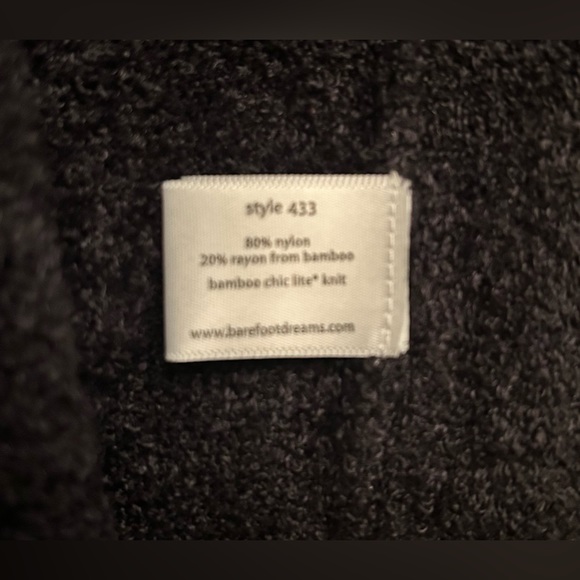 style 433
80% nylon
20% rayon from bamboo
bamboo chic lite* knit
www.barefootdreams.com